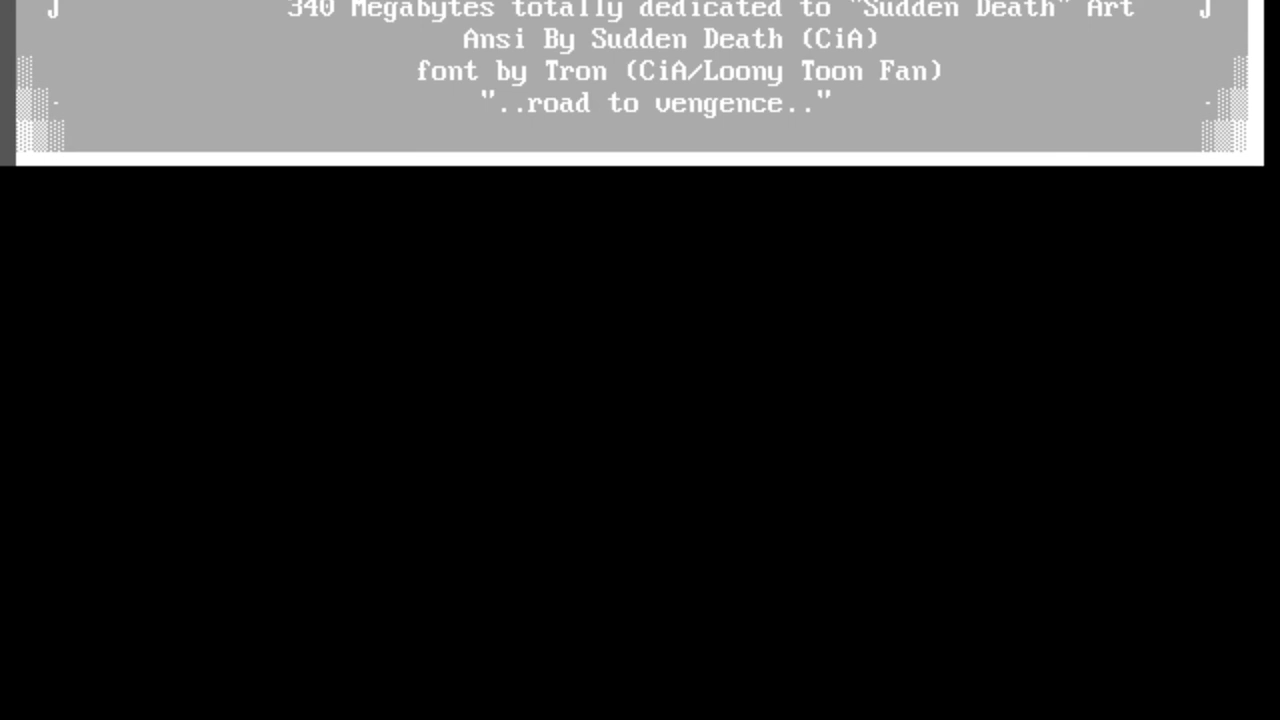 J 340 Megabytes totally dedicated to "Sudden Death" Art J
Ansi By Sudden Death (CiA)
font by Tron (CiA/Loony Toon Fan)
"..road to vengence.."